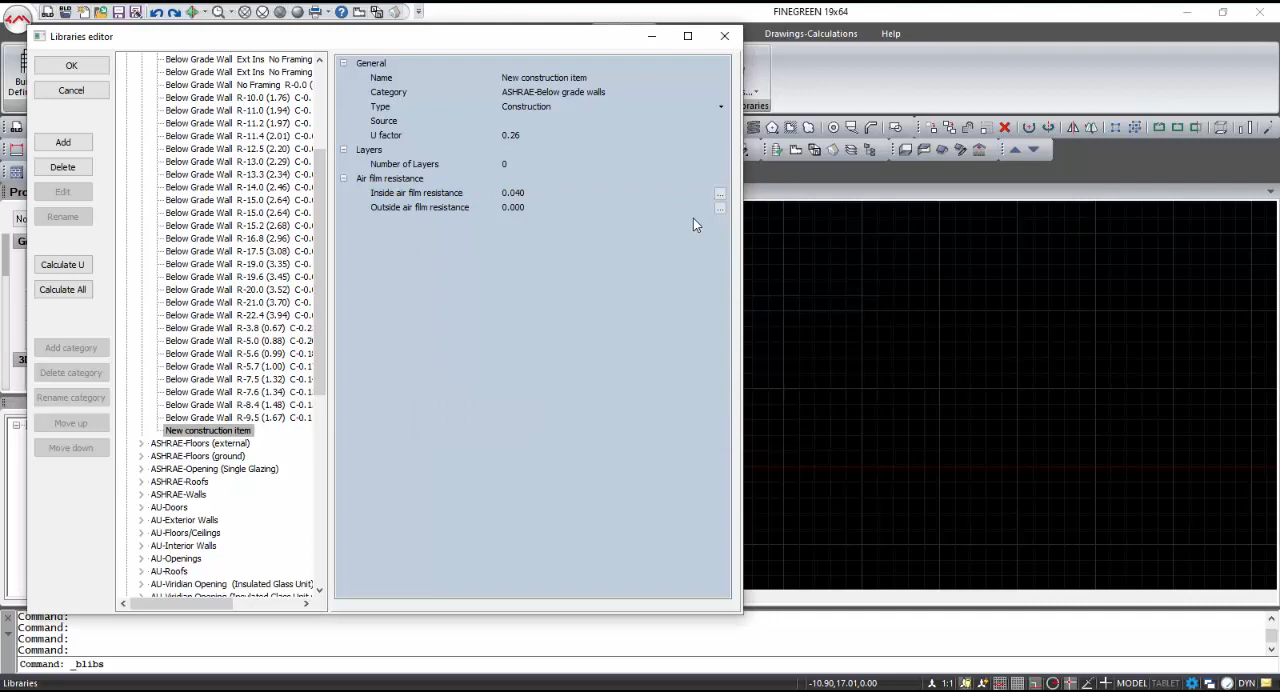 FINEGREEN 19x64
Drawings-Calculations
Help
Libraries editor
OK
Cancel
Add
Delete
Edit
Rename
Calculate U
Calculate All
Add category
Delete category
Rename category
Move up
Move down
Below Grade Wall Ext Ins No Framing
Below Grade Wall Ext Ins No Framing
Below Grade Wall No Framing R-0.0 (
Below Grade Wall R-10.0 (1.76) C-0.
Below Grade Wall R-11.0 (1.94) C-0.
Below Grade Wall R-11.2 (1.97) C-0.
Below Grade Wall R-11.4 (2.01) C-0.
Below Grade Wall R-12.5 (2.20) C-0.
Below Grade Wall R-13.0 (2.29) C-0.
Below Grade Wall R-13.3 (2.34) C-0.
Below Grade Wall R-14.0 (2.46) C-0.
Below Grade Wall R-15.0 (2.64) C-0.
Below Grade Wall R-15.0 (2.64) C-0.
Below Grade Wall R-15.2 (2.68) C-0.
Below Grade Wall R-16.8 (2.96) C-0.
Below Grade Wall R-17.5 (3.08) C-0.
Below Grade Wall R-19.0 (3.35) C-0.
Below Grade Wall R-19.6 (3.45) C-0.
Below Grade Wall R-20.0 (3.52) C-0.
Below Grade Wall R-21.0 (3.70) C-0.
Below Grade Wall R-22.4 (3.94) C-0.
Below Grade Wall R-3.8 (0.67) C-0.2
Below Grade Wall R-5.0 (0.88) C-0.2
Below Grade Wall R-5.6 (0.99) C-0.1
Below Grade Wall R-5.7 (1.00) C-0.1
Below Grade Wall R-7.5 (1.32) C-0.1
Below Grade Wall R-7.6 (1.34) C-0.1
Below Grade Wall R-8.4 (1.48) C-0.1
Below Grade Wall R-9.5 (1.67) C-0.1
New construction item
ASHRAE-Floors (external)
ASHRAE-Floors (ground)
ASHRAE-Opening (Single Glazing)
ASHRAE-Roofs
ASHRAE-Walls
AU-Doors
AU-Exterior Walls
AU-Floors/Ceilings
AU-Interior Walls
AU-Openings
AU-Roofs
AU-Viridian Opening (Insulated Glass Unit)
AU-Viridian Opening (Insulated Glass Unit
General
Name New construction item
Category ASHRAE-Below grade walls
Type Construction
Source
U factor 0.26
Layers
Number of Layers 0
Air film resistance
Inside air film resistance 0.040
Outside air film resistance 0.000
Command:
Command:
Command:
Command:
Command: _blibs
Libraries
-10.90,17.01,0.00
1:1
MODEL
TABLET
DYN